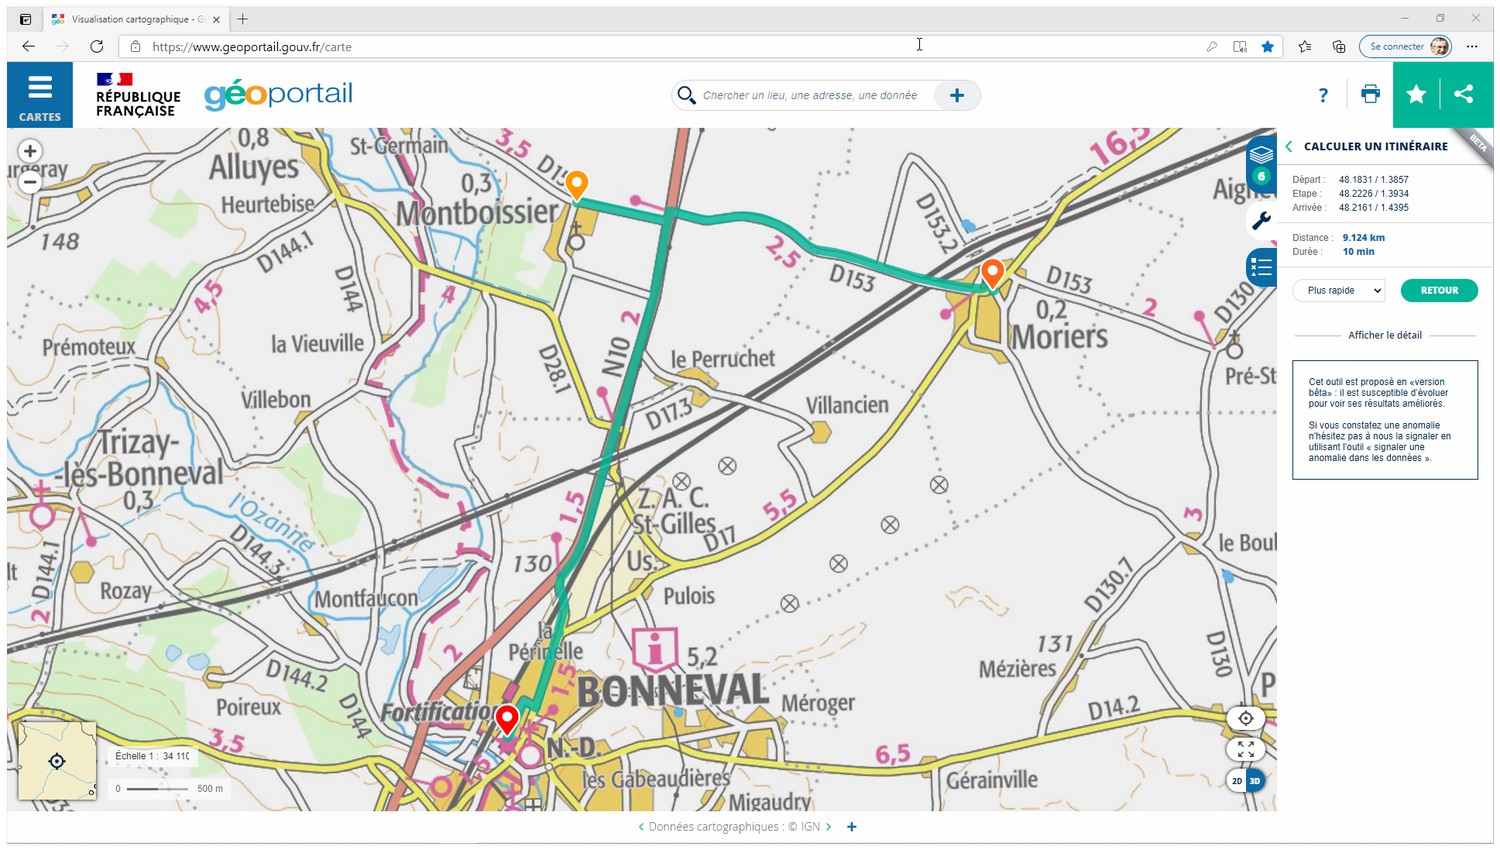 Visualisation cartographique - G
https://www.geoportail.gouv.fr/carte
Se connecter
CARTES
RÉPUBLIQUE
FRANÇAISE
géoportail
Chercher un lieu, une adresse, une donnée
?
BETA
CALCULER UN ITINÉRAIRE
Départ : 48.1831 / 1.3857
Etape : 48.2226 / 1.3934
Arrivée : 48.2161 / 1.4395
Distance : 9.124 km
Durée : 10 min
Plus rapide
RETOUR
Afficher le détail
Cet outil est proposé en «version
bêta» : il est susceptible d'évoluer
pour voir ses résultats améliorés.
Si vous constatez une anomalie
n'hésitez pas à nous la signaler en
utilisant l'outil « signaler une
anomalie dans les données ».
6
0,8
Alluyes
St-Germain
3,5
16,5
Heurtebise
0,3
Montboissier
148
D144.1
D144
4,5
4
2,5
D153
D153.2
D153
0,2
Moriers
2
D130
Prémoteux
la Vieuville
D28.1
N10
2
le Perruchet
D17.3
Villancien
Pré-St
Villebon
Trizay-
-lès-Bonneval
0,3
l'Ozanne
1,5
Z. A. C.
St-Gilles
Us.
D17
5,5
3
le Boul
D144.1
D144.3
130
Rozay
Montfaucon
Pulois
D130.7
2
la
Périnelle
2
5,2
131
Mézières
D130
D144.2
D144
Poireux
Fortification
1,5
BONNEVAL
Méroger
D14.2
3,5
N.-D.
6,5
les Gabeaudières
Gérainville
Migaudry
Échelle 1 : 34 110
0 500 m
2D 3D
Données cartographiques : © IGN